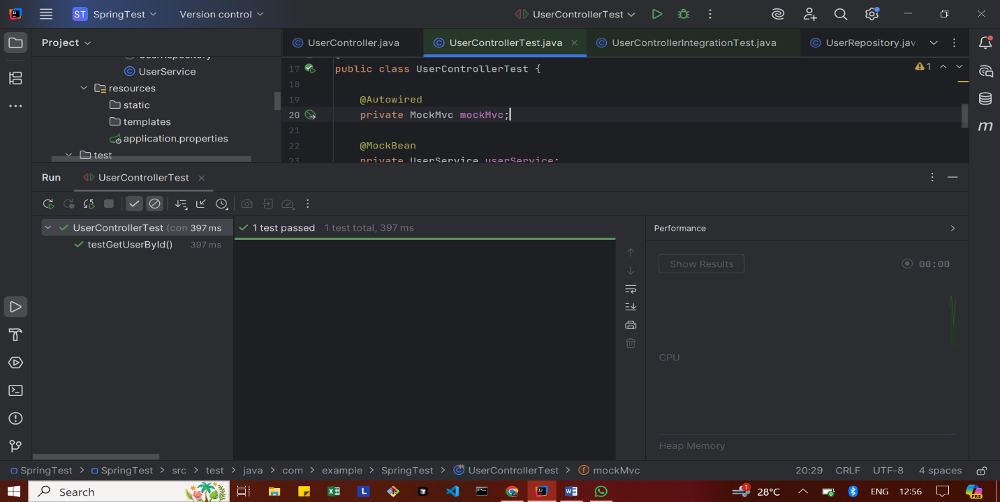 ST SpringTest Version control UserControllerTest
Project
UserController.java UserControllerTest.java UserControllerIntegrationTest.java UserRepository.jav
UserRepository
UserService
resources
static
templates
application.properties
test
17 public class UserControllerTest {
1
18
19 @Autowired
20 private MockMvc mockMvc;
21
22 @MockBean
23 private UserService userService;
Run UserControllerTest
UserControllerTest (com 397 ms
testGetUserById() 397 ms
1 test passed 1 test total, 397 ms
Performance
Show Results 00:00
CPU
Heap Memory
m
SpringTest > SpringTest > src > test > java > com > example > SpringTest > UserControllerTest > mockMvc 20:29 CRLF UTF-8 4 spaces
Search 1 28°C ENG 12:56
L
PRE